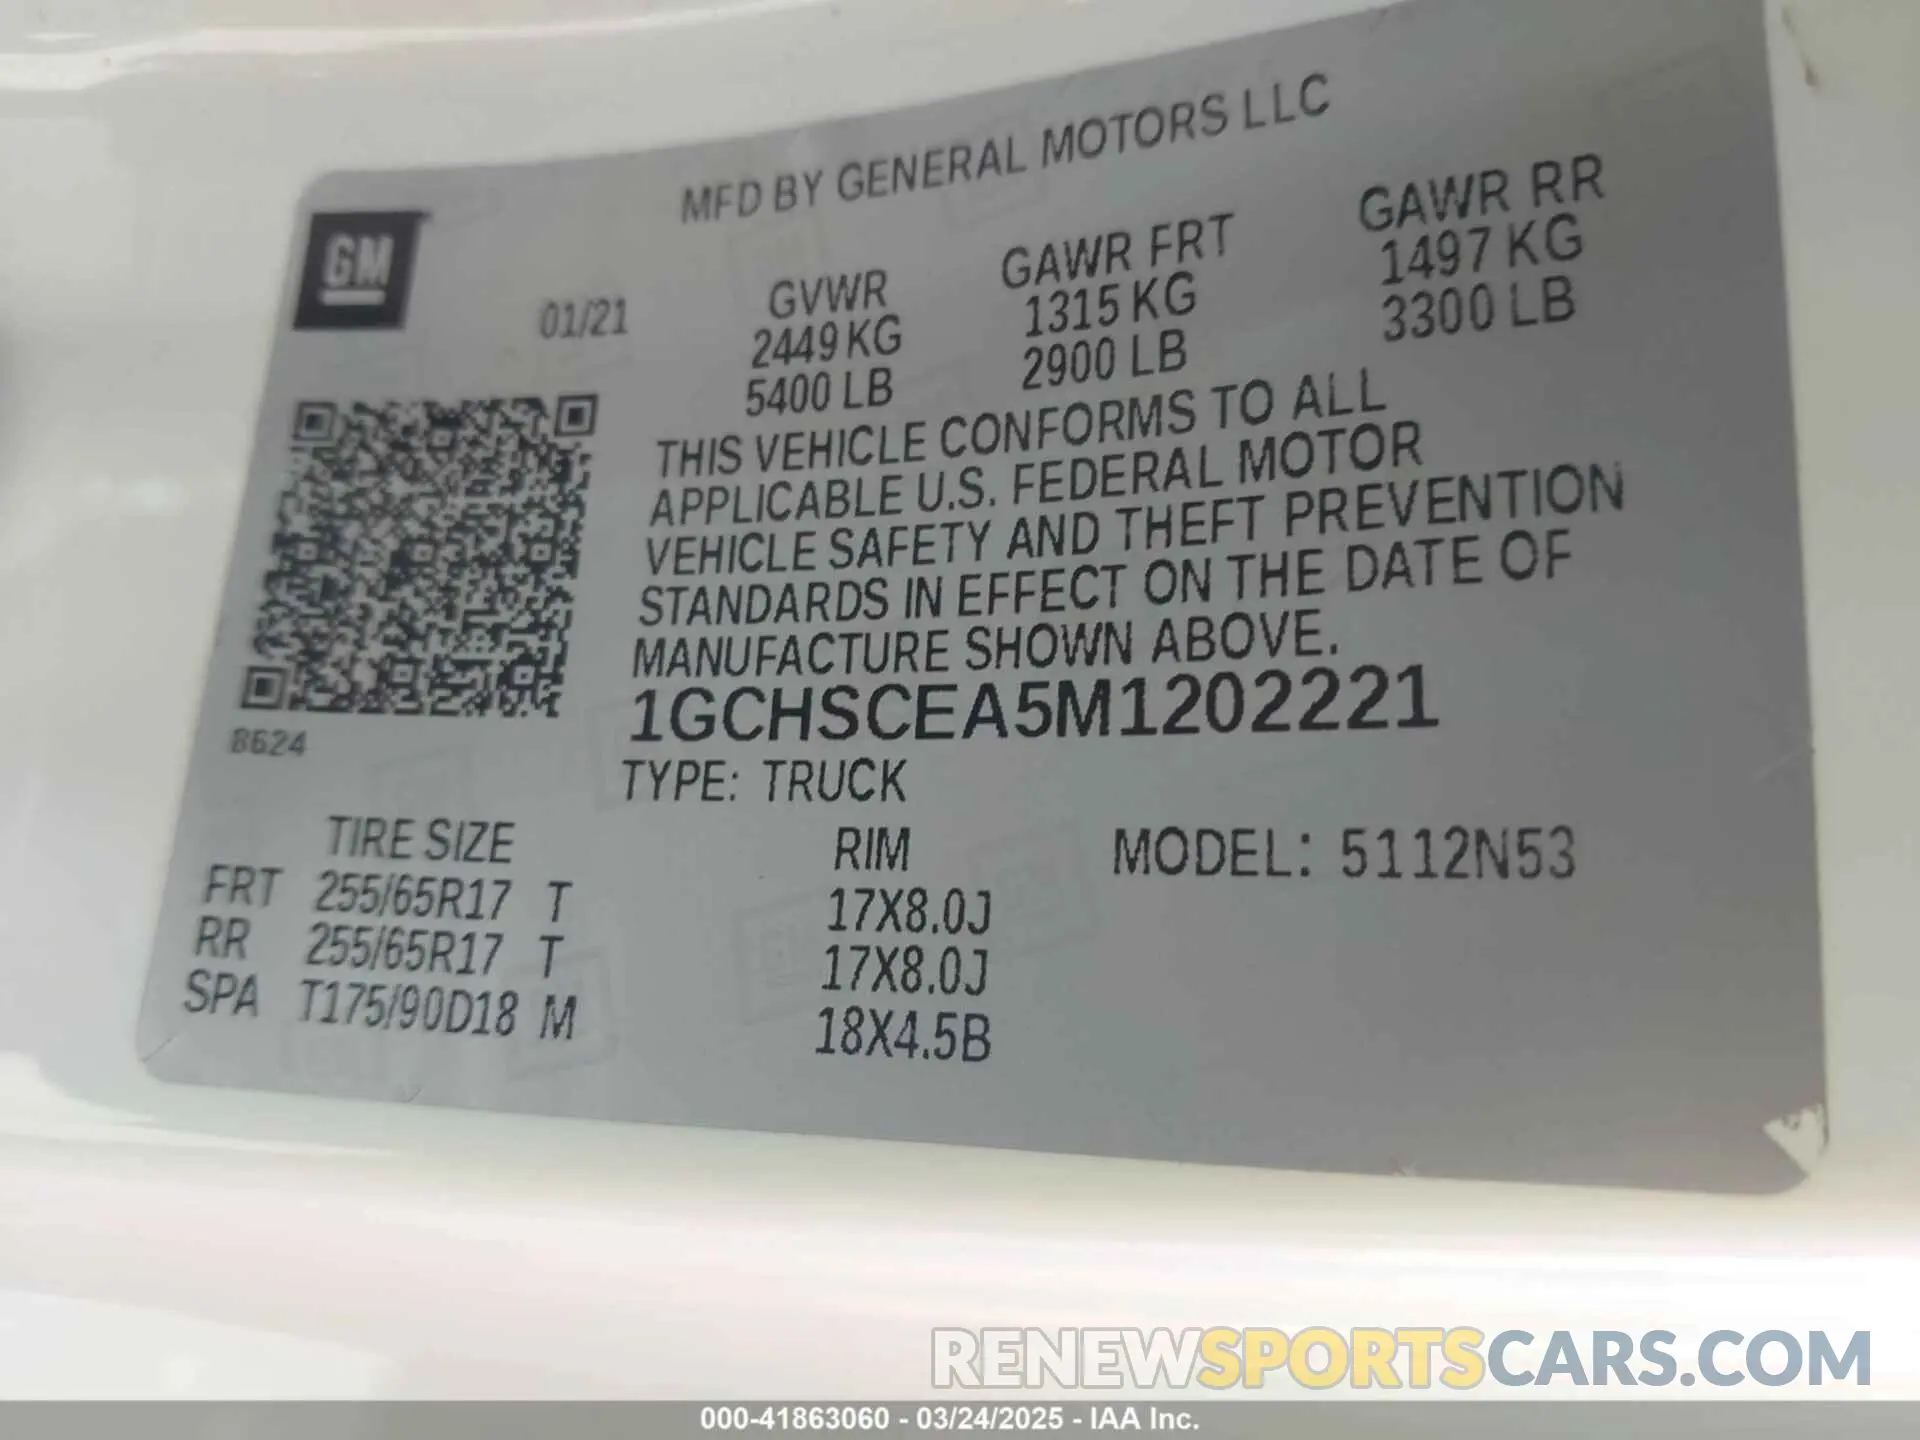 MFD BY GENERAL MOTORS LLC
GM
01/21
GVWR
2449 KG
5400 LB
GAWR FRT
1315 KG
2900 LB
GAWR RR
1497 KG
3300 LB
THIS VEHICLE CONFORMS TO ALL
APPLICABLE U.S. FEDERAL MOTOR
VEHICLE SAFETY AND THEFT PREVENTION
STANDARDS IN EFFECT ON THE DATE OF
MANUFACTURE SHOWN ABOVE.
1GCHSCEA5M1202221
8624
TYPE: TRUCK
TIRE SIZE RIM MODEL: 5112N53
FRT 255/65R17 T 17X8.0J
RR 255/65R17 T 17X8.0J
SPA T175/90D18 M 18X4.5B
RENEWSPORTSCARS.COM
000-41863060 - 03/24/2025 - IAA Inc.